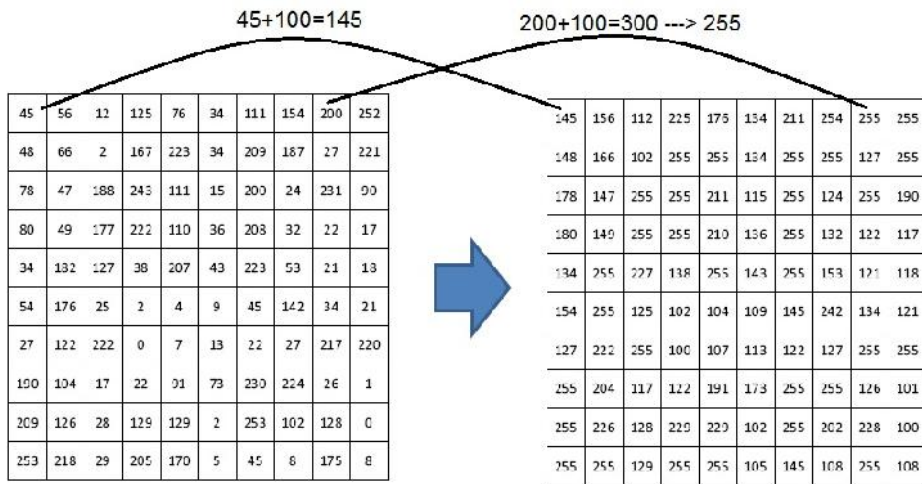 45+100=145 200+100=300 ---> 255
45 56 12 125 76 34 111 154 200 252
48 66 2 167 223 34 209 187 27 221
78 47 188 243 111 15 200 24 231 90
80 49 177 222 110 36 208 32 22 17
34 182 127 38 207 43 223 53 21 18
54 176 25 2 4 9 45 142 34 21
27 122 222 0 7 13 22 27 217 220
190 104 17 22 91 73 230 224 26 1
209 126 28 129 129 2 253 102 128 0
253 218 29 205 170 5 45 8 175 8
145 156 112 225 176 134 211 254 255 255
148 166 102 255 255 134 255 255 127 255
178 147 255 255 211 115 255 124 255 190
180 149 255 255 210 136 255 132 122 117
134 255 227 138 255 143 255 153 121 118
154 255 125 102 104 109 145 242 134 121
127 222 255 100 107 113 122 127 255 255
255 204 117 122 191 173 255 255 126 101
255 226 128 229 229 102 255 202 228 100
255 255 129 255 255 105 145 108 255 108